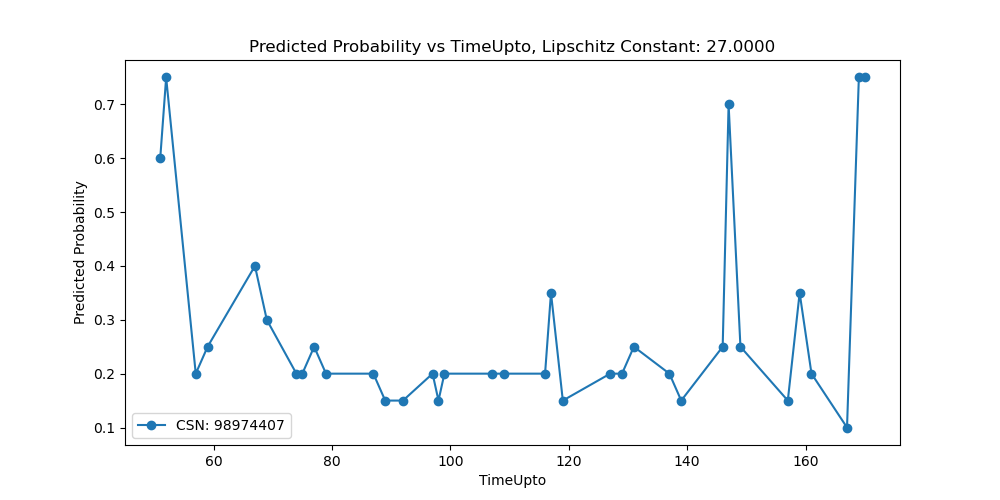 Predicted Probability vs TimeUpto, Lipschitz Constant: 27.0000
Predicted Probability
0.7
0.6
0.5
0.4
0.3
0.2
0.1
CSN: 98974407
60 80 100 120 140 160
TimeUpto